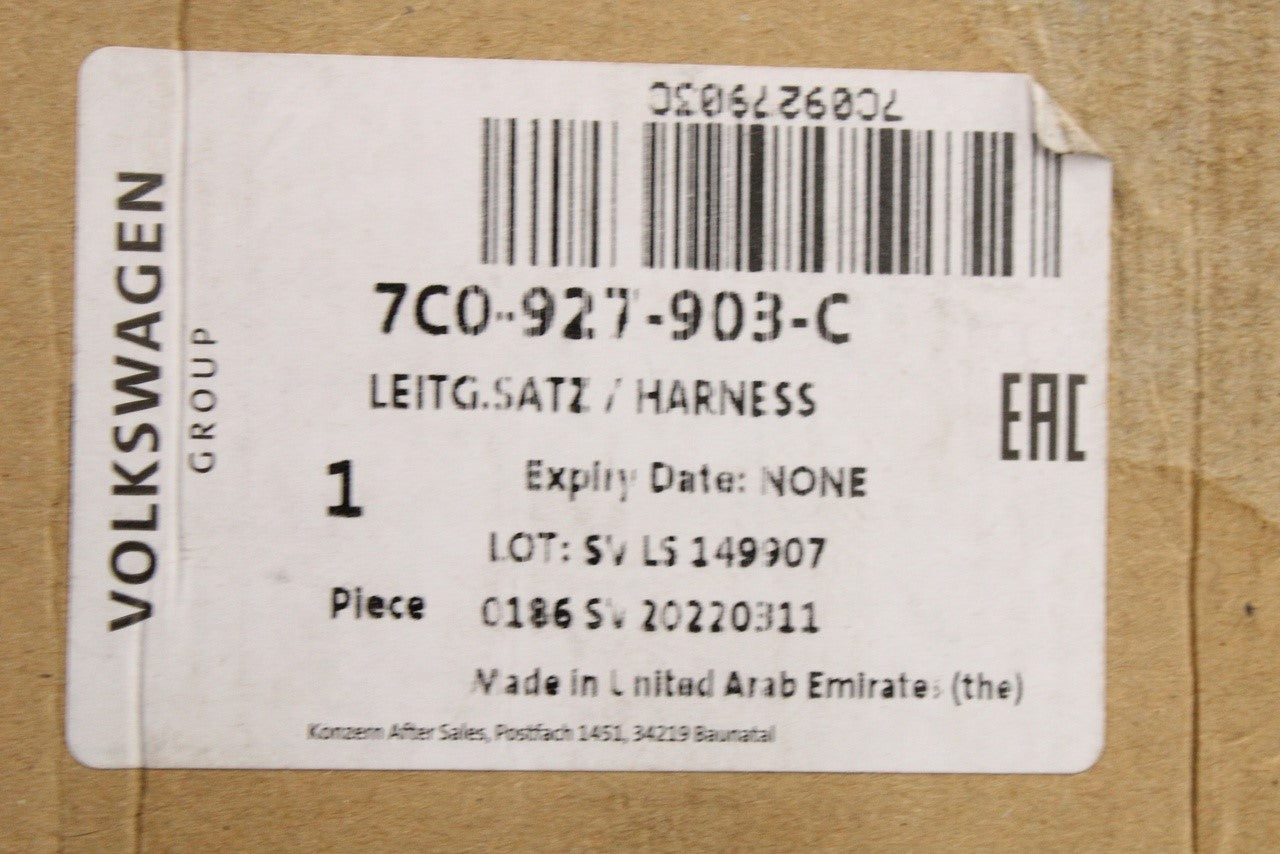 VOLKSWAGEN
GROUP
7C0927903C
7C0-927-903-C
LEITG.SATZ / HARNESS
EAC
1
Expiry Date: NONE
LOT: SV LS 149907
Piece
0186 SV 20220311
Made in United Arab Emirates (the)
Konzern After Sales, Postfach 1451, 34219 Baunatal